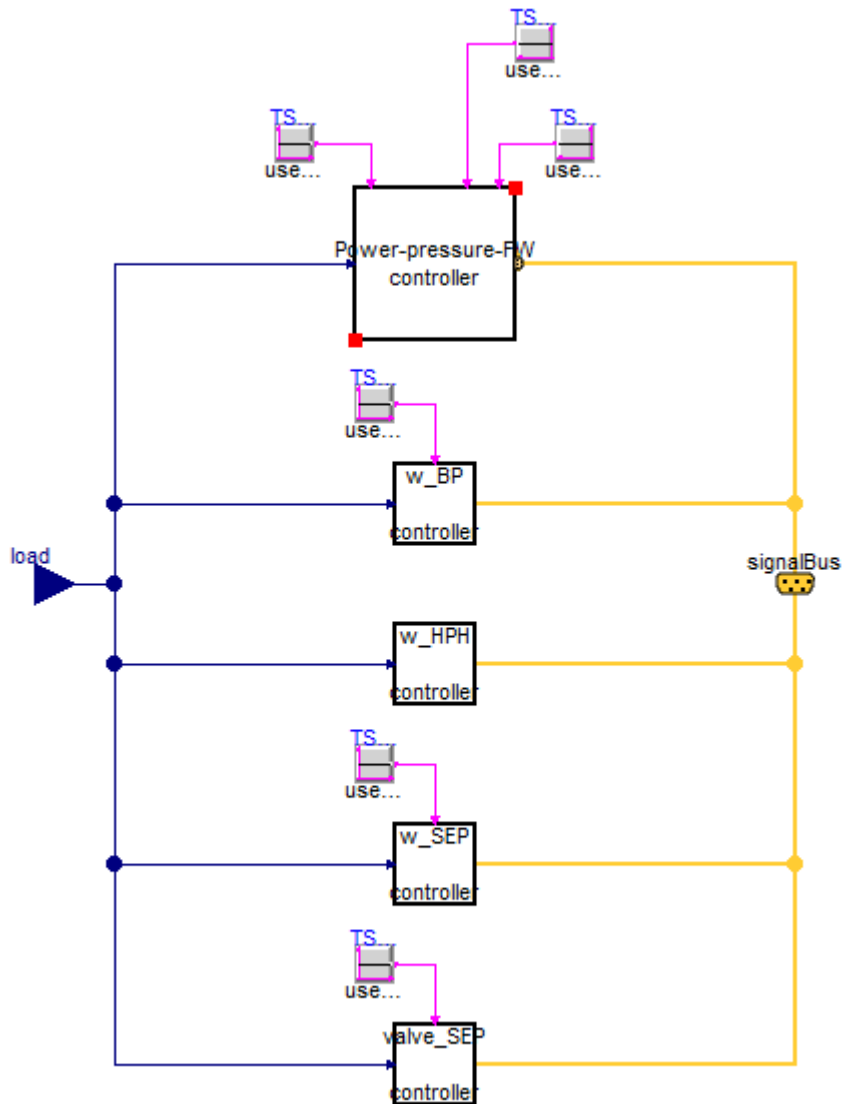 TS...
use...
TS...
use...
TS...
use...
Power-pressure-FW
controller
TS...
use...
w_BP
controller
load
signalBus
w_HPH
controller
TS...
use...
w_SEP
controller
TS...
use...
valve_SEP
controller